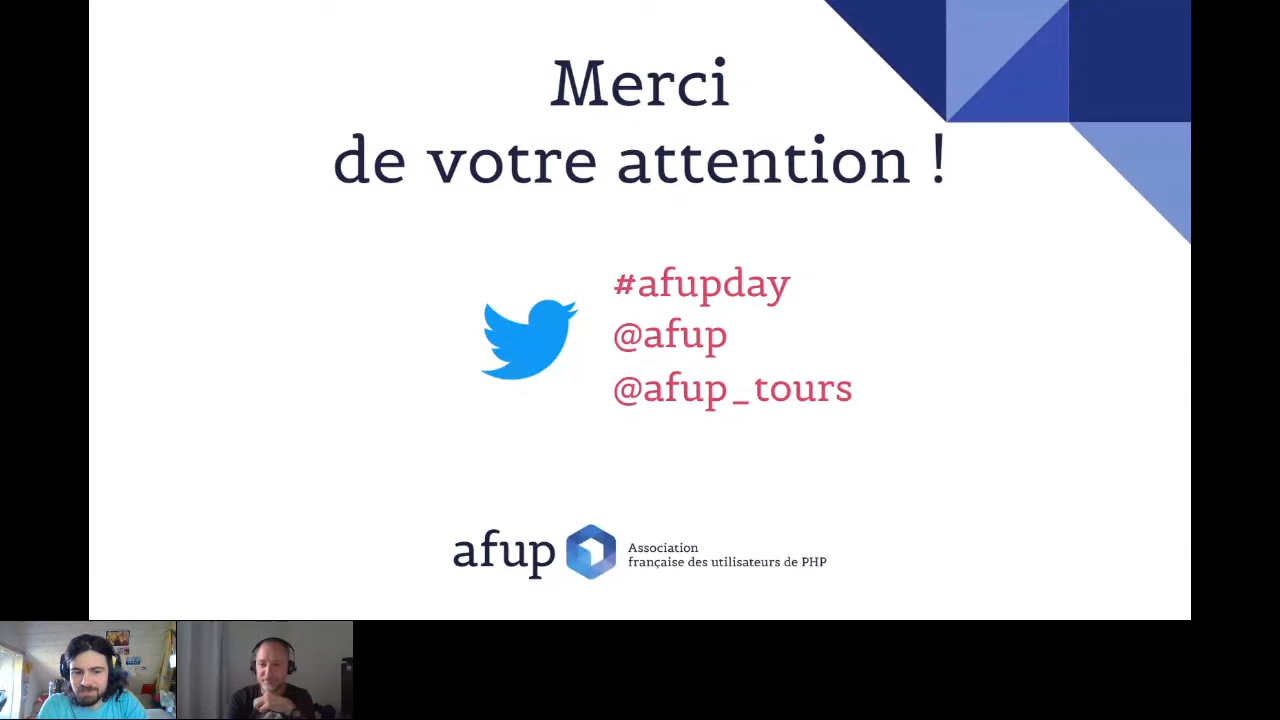 Merci
de votre attention !
#afupday
@afup
@afup_tours
afup
Association
française des utilisateurs de PHP